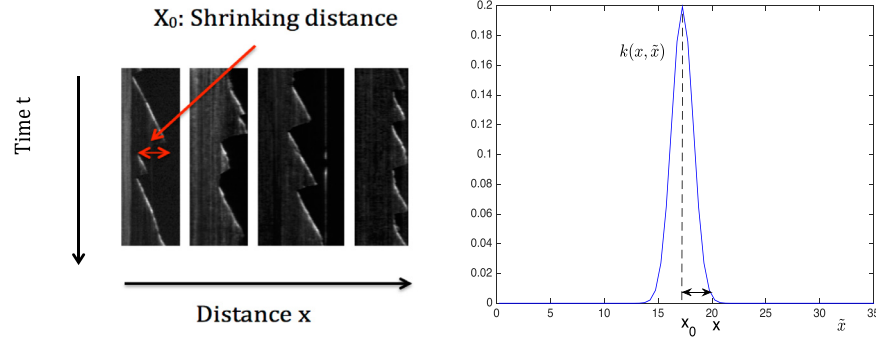 X₀: Shrinking distance
Time t
Distance x
0.2
0.18
0.16
0.14
0.12
0.1
0.08
0.06
0.04
0.02
0
k(x, x̃)
0 5 10 15 20 25 30 35
x₀ x x̃